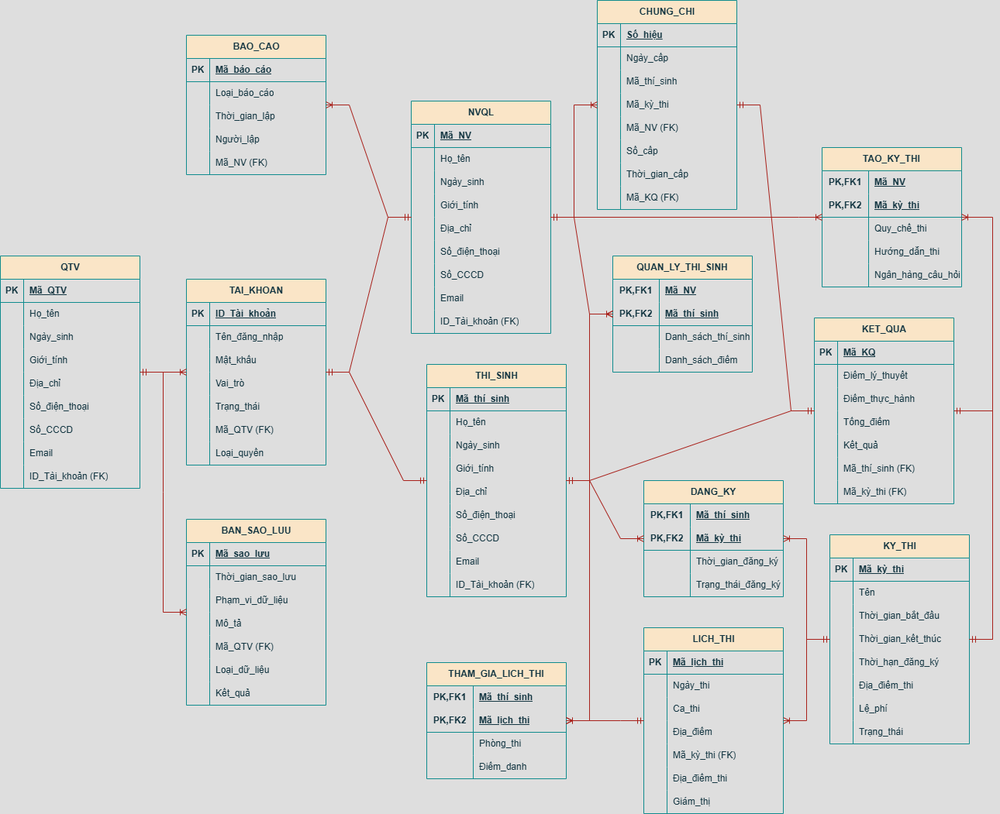 BAO_CAO
PK Mã_báo_cáo
Loại_báo_cáo
Thời_gian_lập
Người_lập
Mã_NV (FK)
QTV
PK Mã_QTV
Họ_tên
Ngày_sinh
Giới_tính
Địa_chỉ
Số_điện_thoại
Số_CCCD
Email
ID_Tài_khoản (FK)
TAI_KHOAN
PK ID_Tài_khoản
Tên_đăng_nhập
Mật_khẩu
Vai_trò
Trạng_thái
Mã_QTV (FK)
Loại_quyền
BAN_SAO_LUU
PK Mã_sao_lưu
Thời_gian_sao_lưu
Phạm_vi_dữ_liệu
Mô_tả
Mã_QTV (FK)
Loại_dữ_liệu
Kết_quả
NVQL
PK Mã_NV
Họ_tên
Ngày_sinh
Giới_tính
Địa_chỉ
Số_điện_thoại
Số_CCCD
Email
ID_Tài_khoản (FK)
THI_SINH
PK Mã_thí_sinh
Họ_tên
Ngày_sinh
Giới_tính
Địa_chỉ
Số_điện_thoại
Số_CCCD
Email
ID_Tài_khoản (FK)
THAM_GIA_LICH_THI
PK,FK1 Mã_thí_sinh
PK,FK2 Mã_lịch_thi
Phòng_thi
Điểm_danh
CHUNG_CHI
PK Số_hiệu
Ngày_cấp
Mã_thí_sinh
Mã_kỳ_thi
Mã_NV (FK)
Số_cấp
Thời_gian_cấp
Mã_KQ (FK)
QUAN_LY_THI_SINH
PK,FK1 Mã_NV
PK,FK2 Mã_thí_sinh
Danh_sách_thí_sinh
Danh_sách_điểm
DANG_KY
PK,FK1 Mã_thí_sinh
PK,FK2 Mã_kỳ_thi
Thời_gian_đăng_ký
Trạng_thái_đăng_ký
LICH_THI
PK Mã_lịch_thi
Ngày_thi
Ca_thi
Địa_điểm
Mã_kỳ_thi (FK)
Địa_điểm_thi
Giám_thị
TAO_KY_THI
PK,FK1 Mã_NV
PK,FK2 Mã_kỳ_thi
Quy_chế_thi
Hướng_dẫn_thi
Ngân_hàng_câu_hỏi
KET_QUA
PK Mã_KQ
Điểm_lý_thuyết
Điểm_thực_hành
Tổng_điểm
Kết_quả
Mã_thí_sinh (FK)
Mã_kỳ_thi (FK)
KY_THI
PK Mã_kỳ_thi
Tên
Thời_gian_bắt_đầu
Thời_gian_kết_thúc
Thời_hạn_đăng_ký
Địa_điểm_thi
Lệ_phí
Trạng_thái